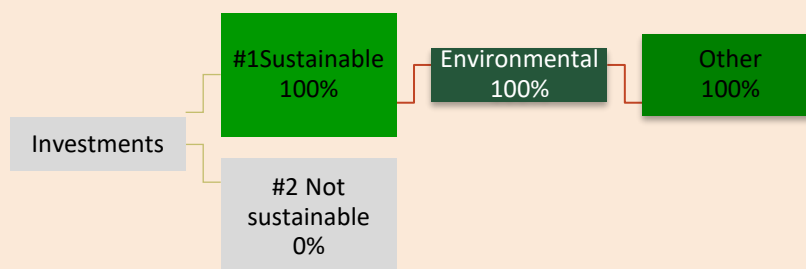 Investments
#1Sustainable
100%
#2 Not
sustainable
0%
Environmental
100%
Other
100%